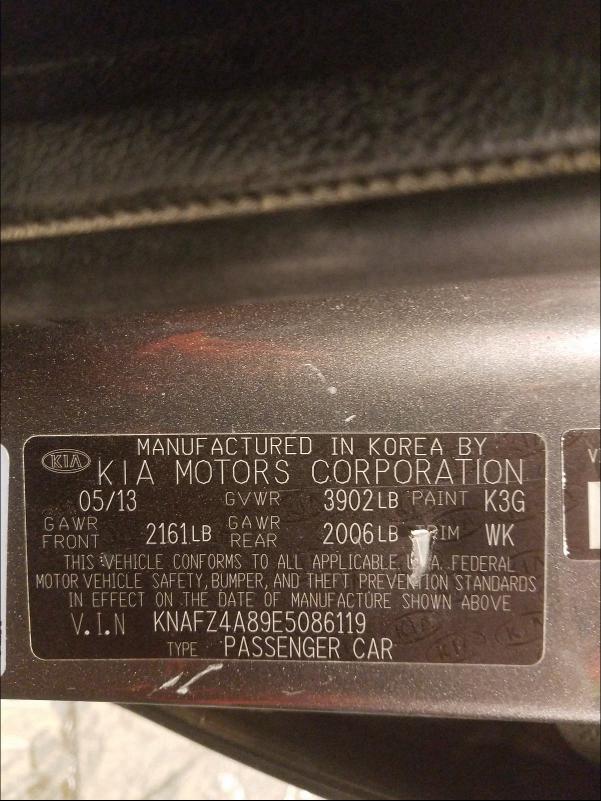 MANUFACTURED IN KOREA BY
KIA KIA MOTORS CORPORATION
05/13 GVWR 3902LB PAINT K3G
GAWR FRONT 2161LB GAWR REAR 2006LB TRIM WK
THIS VEHICLE CONFORMS TO ALL APPLICABLE U.S.A. FEDERAL
MOTOR VEHICLE SAFETY, BUMPER, AND THEFT PREVENTION STANDARDS
IN EFFECT ON THE DATE OF MANUFACTURE SHOWN ABOVE
V.I.N KNAFZ4A89E5086119
TYPE PASSENGER CAR